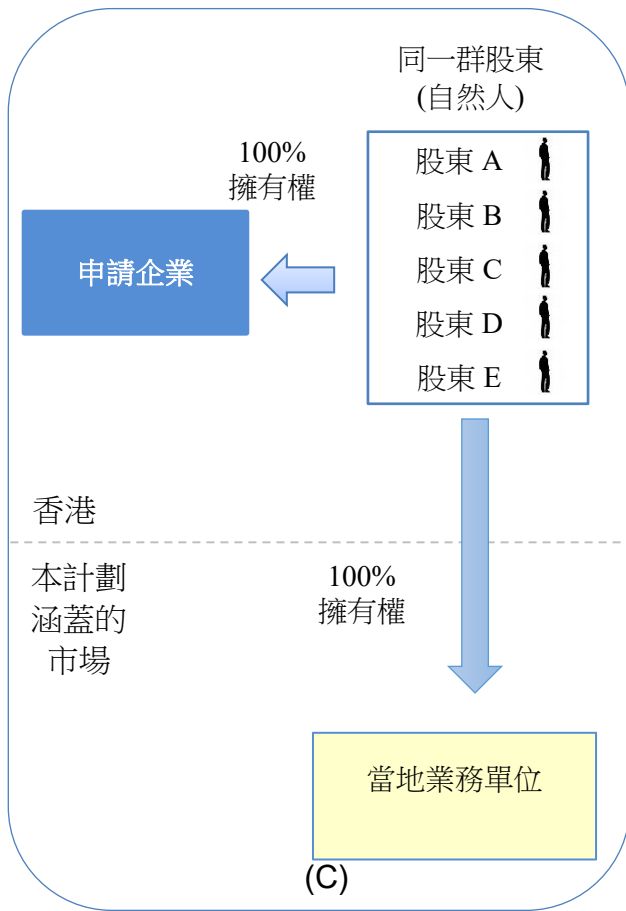 同一群股東
(自然人)
100%
擁有權
股東 A
股東 B
股東 C
股東 D
股東 E
申請企業
香港
本計劃
涵蓋的
市場
100%
擁有權
當地業務單位
(C)